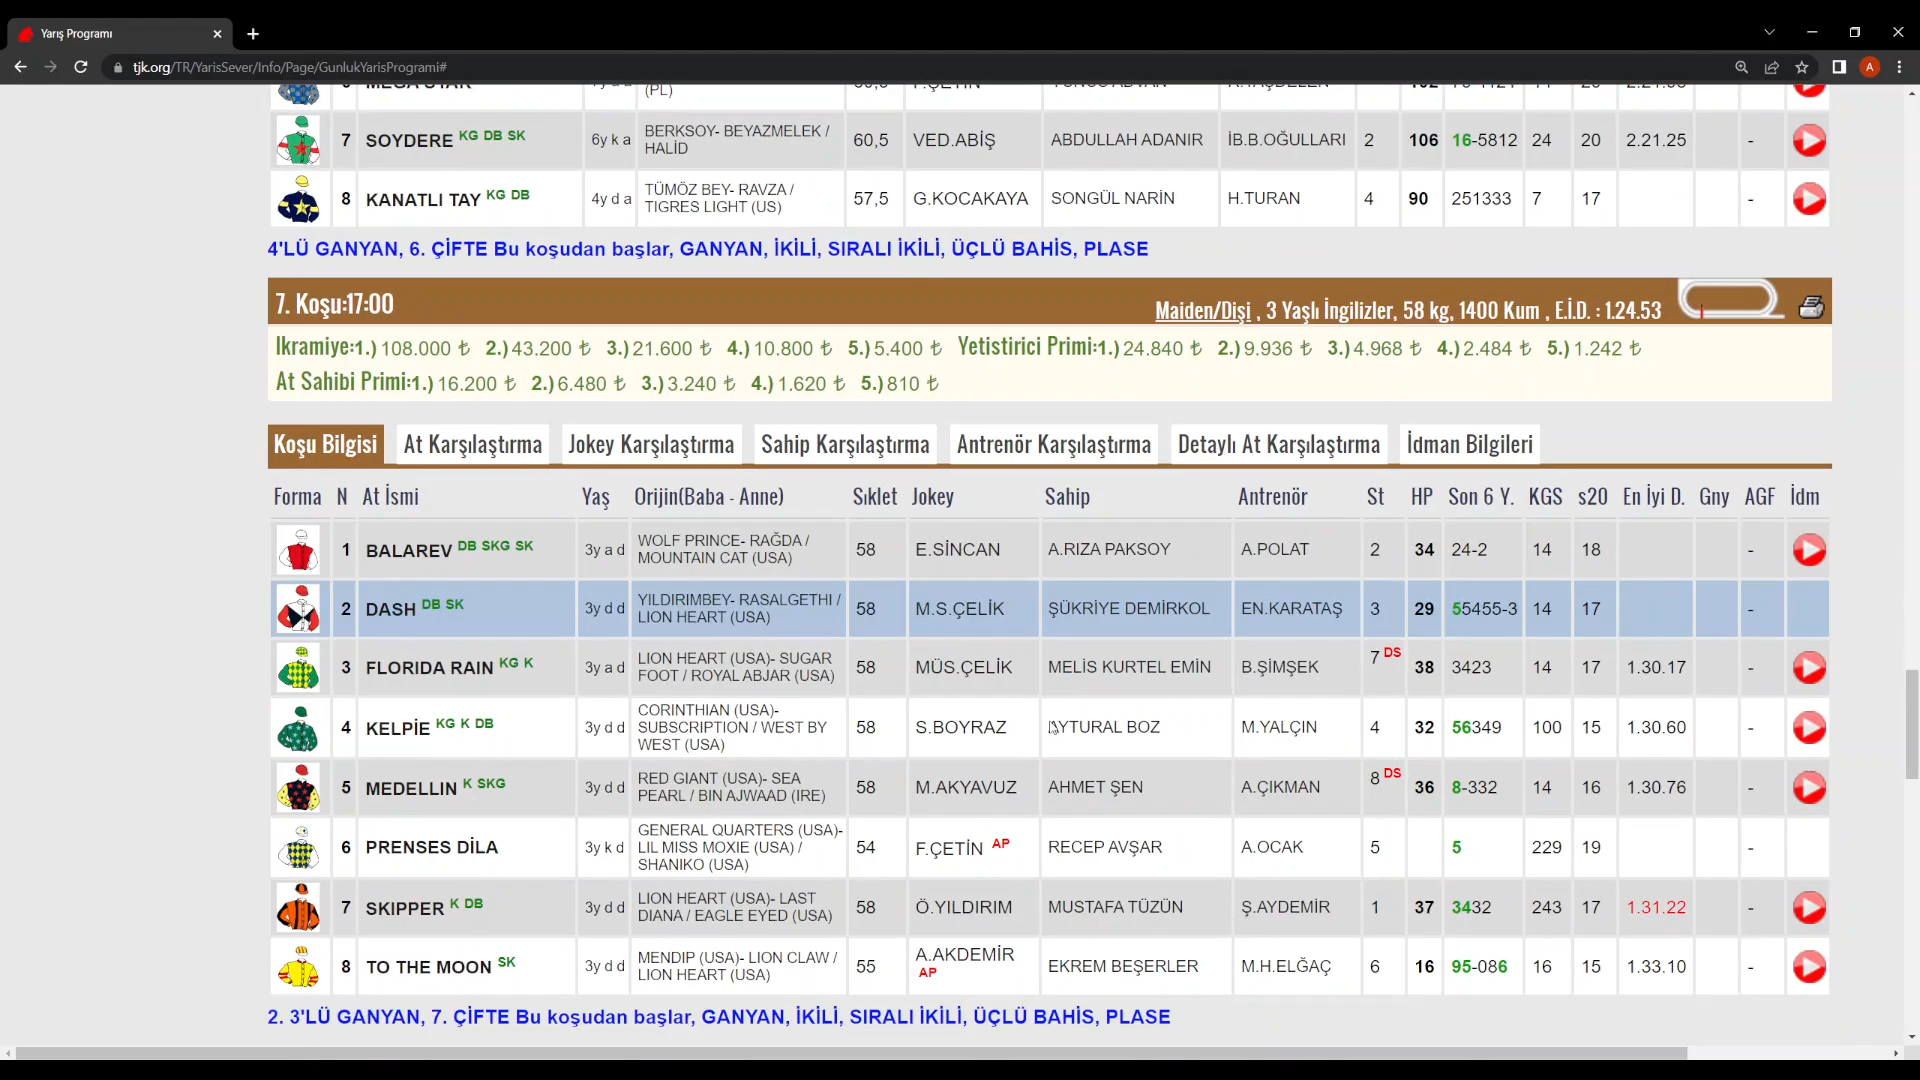 Yarış Programı
tjk.org/TR/YarisSever/Info/Page/GunlukYarisProgrami#
A
(PL)
7 SOYDERE KG DB SK 6y k a BERKSOY- BEYAZMELEK / HALİD 60,5 VED.ABİŞ ABDULLAH ADANIR İB.B.OĞULLARI 2 106 16-5812 24 20 2.21.25 -
8 KANATLI TAY KG DB 4y d a TÜMÖZ BEY- RAVZA / TIGRES LIGHT (US) 57,5 G.KOCAKAYA SONGÜL NARİN H.TURAN 4 90 251333 7 17 -
4'LÜ GANYAN, 6. ÇİFTE Bu koşudan başlar, GANYAN, İKİLİ, SIRALI İKİLİ, ÜÇLÜ BAHİS, PLASE
7. Koşu:17:00 Maiden/Dişi , 3 Yaşlı İngilizler, 58 kg, 1400 Kum , E.İ.D. : 1.24.53
Ikramiye:1.) 108.000 ₺ 2.) 43.200 ₺ 3.) 21.600 ₺ 4.) 10.800 ₺ 5.) 5.400 ₺ Yetistirici Primi:1.) 24.840 ₺ 2.) 9.936 ₺ 3.) 4.968 ₺ 4.) 2.484 ₺ 5.) 1.242 ₺
At Sahibi Primi:1.) 16.200 ₺ 2.) 6.480 ₺ 3.) 3.240 ₺ 4.) 1.620 ₺ 5.) 810 ₺
Koşu Bilgisi At Karşılaştırma Jokey Karşılaştırma Sahip Karşılaştırma Antrenör Karşılaştırma Detaylı At Karşılaştırma İdman Bilgileri
Forma N At İsmi Yaş Orijin(Baba - Anne) Sıklet Jokey Sahip Antrenör St HP Son 6 Y. KGS s20 En İyi D. Gny AGF İdm
1 BALAREV DB SKG SK 3y a d WOLF PRINCE- RAĞDA / MOUNTAIN CAT (USA) 58 E.SİNCAN A.RIZA PAKSOY A.POLAT 2 34 24-2 14 18 -
2 DASH DB SK 3y d d YILDIRIMBEY- RASALGETHI / LION HEART (USA) 58 M.S.ÇELİK ŞÜKRİYE DEMİRKOL EN.KARATAŞ 3 29 55455-3 14 17 -
3 FLORIDA RAIN KG K 3y a d LION HEART (USA)- SUGAR FOOT / ROYAL ABJAR (USA) 58 MÜS.ÇELİK MELİS KURTEL EMİN B.ŞİMŞEK 7 DS 38 3423 14 17 1.30.17 -
4 KELPİE KG K DB 3y d d CORINTHIAN (USA)- SUBSCRIPTION / WEST BY WEST (USA) 58 S.BOYRAZ AYTURAL BOZ M.YALÇIN 4 32 56349 100 15 1.30.60 -
5 MEDELLIN K SKG 3y d d RED GIANT (USA)- SEA PEARL / BIN AJWAAD (IRE) 58 M.AKYAVUZ AHMET ŞEN A.ÇIKMAN 8 DS 36 8-332 14 16 1.30.76 -
6 PRENSES DİLA 3y k d GENERAL QUARTERS (USA)- LIL MISS MOXIE (USA) / SHANIKO (USA) 54 F.ÇETİN AP RECEP AVŞAR A.OCAK 5 5 229 19 -
7 SKIPPER K DB 3y d d LION HEART (USA)- LAST DIANA / EAGLE EYED (USA) 58 Ö.YILDIRIM MUSTAFA TÜZÜN Ş.AYDEMİR 1 37 3432 243 17 1.31.22 -
8 TO THE MOON SK 3y d d MENDIP (USA)- LION CLAW / LION HEART (USA) 55 A.AKDEMİR AP EKREM BEŞERLER M.H.ELĞAÇ 6 16 95-086 16 15 1.33.10 -
2. 3'LÜ GANYAN, 7. ÇİFTE Bu koşudan başlar, GANYAN, İKİLİ, SIRALI İKİLİ, ÜÇLÜ BAHİS, PLASE